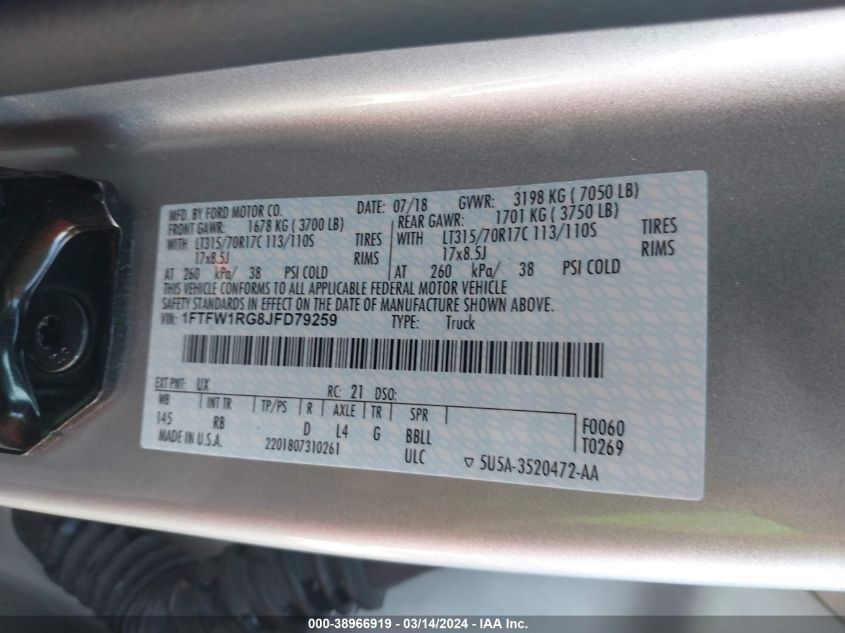 MFD. BY FORD MOTOR CO. DATE: 07/18 GVWR: 3198 KG ( 7050 LB)
FRONT GAWR: 1678 KG ( 3700 LB) REAR GAWR: 1701 KG ( 3750 LB)
WITH LT315/70R17C 113/110S TIRES WITH LT315/70R17C 113/110S TIRES
17x8.5J RIMS 17x8.5J RIMS
AT 260 kPa/ 38 PSI COLD AT 260 kPa/ 38 PSI COLD
THIS VEHICLE CONFORMS TO ALL APPLICABLE FEDERAL MOTOR VEHICLE
SAFETY STANDARDS IN EFFECT ON THE DATE OF MANUFACTURE SHOWN ABOVE.
VIN: 1FTFW1RG8JFD79259 TYPE: Truck
EXT PNT: UX RC: 21 DSO:
WB INT TR TP/PS R AXLE TR SPR
145 RB D L4 G BBLL F0060
MADE IN U.S.A. 2201807310261 ULC T0269
▽ 5U5A-3520472-AA
000-38966919 - 03/14/2024 - IAA Inc.